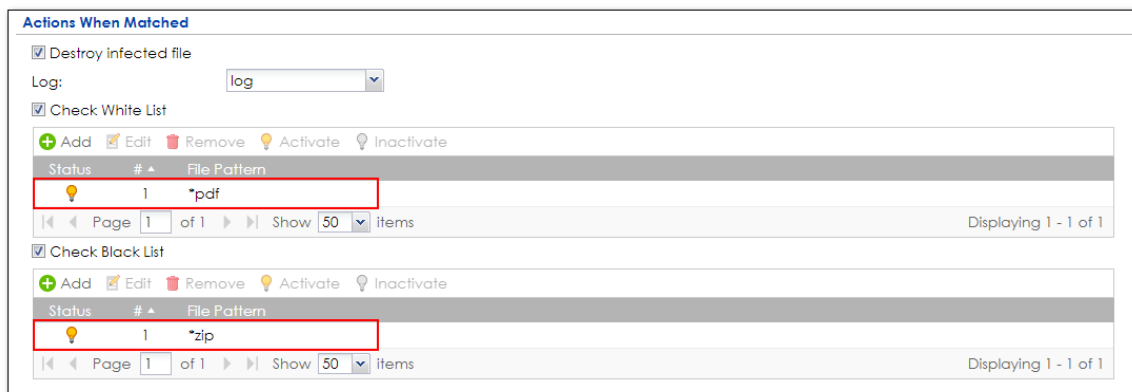 Actions When Matched
Destroy infected file
Log: log
Check White List
Add Edit Remove Activate Inactivate
Status # File Pattern
1 *pdf
Page 1 of 1 Show 50 items Displaying 1 - 1 of 1
Check Black List
Add Edit Remove Activate Inactivate
Status # File Pattern
1 *zip
Page 1 of 1 Show 50 items Displaying 1 - 1 of 1